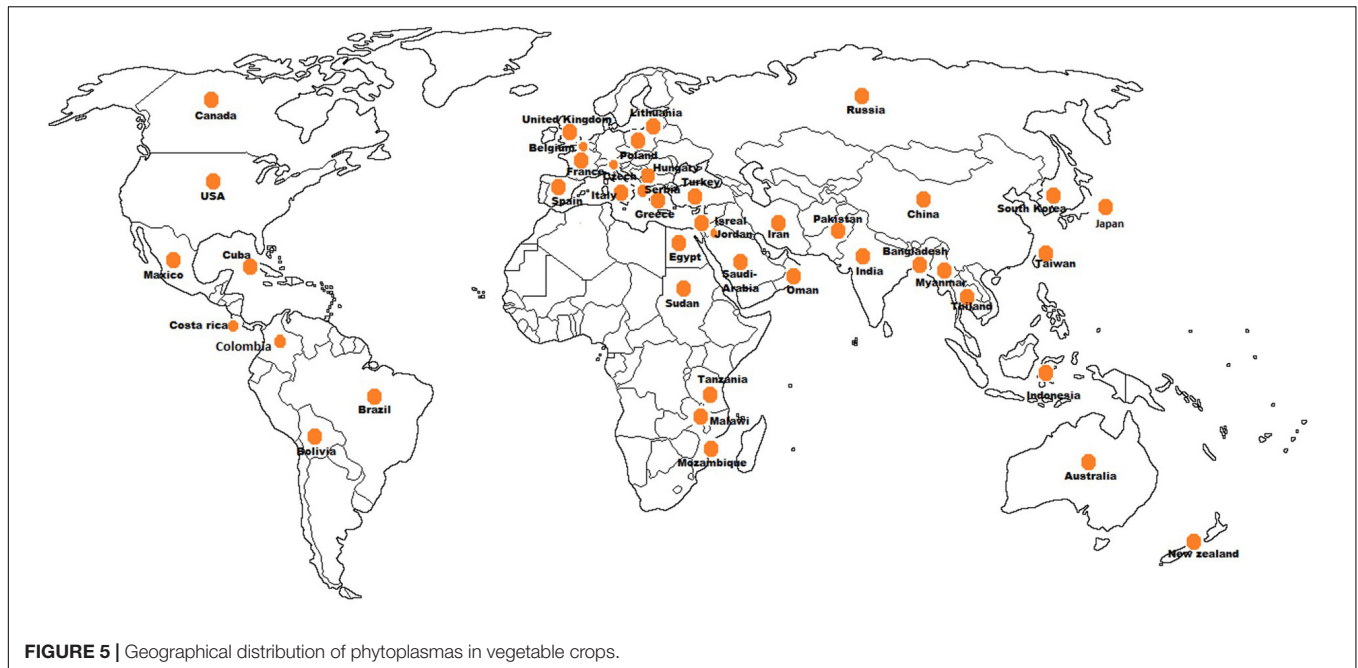 Canada
Russia
United Kingdom
Lithuania
Belgium
Poland
France
Czech
Hungary
USA
Spain
Italy
Serbia
Turkey
Greece
China
South Korea
Japan
Isreal
Jordan
Iran
Pakistan
Maxico
Cuba
Egypt
Saudi-
Arabia
Oman
India
Bangladesh
Myanmar
Taiwan
Sudan
Thiland
Costa rica
Colombia
Brazil
Bolivia
Tanzania
Malawi
Mozambique
Indonesia
Australia
New zealand
FIGURE 5 | Geographical distribution of phytoplasmas in vegetable crops.